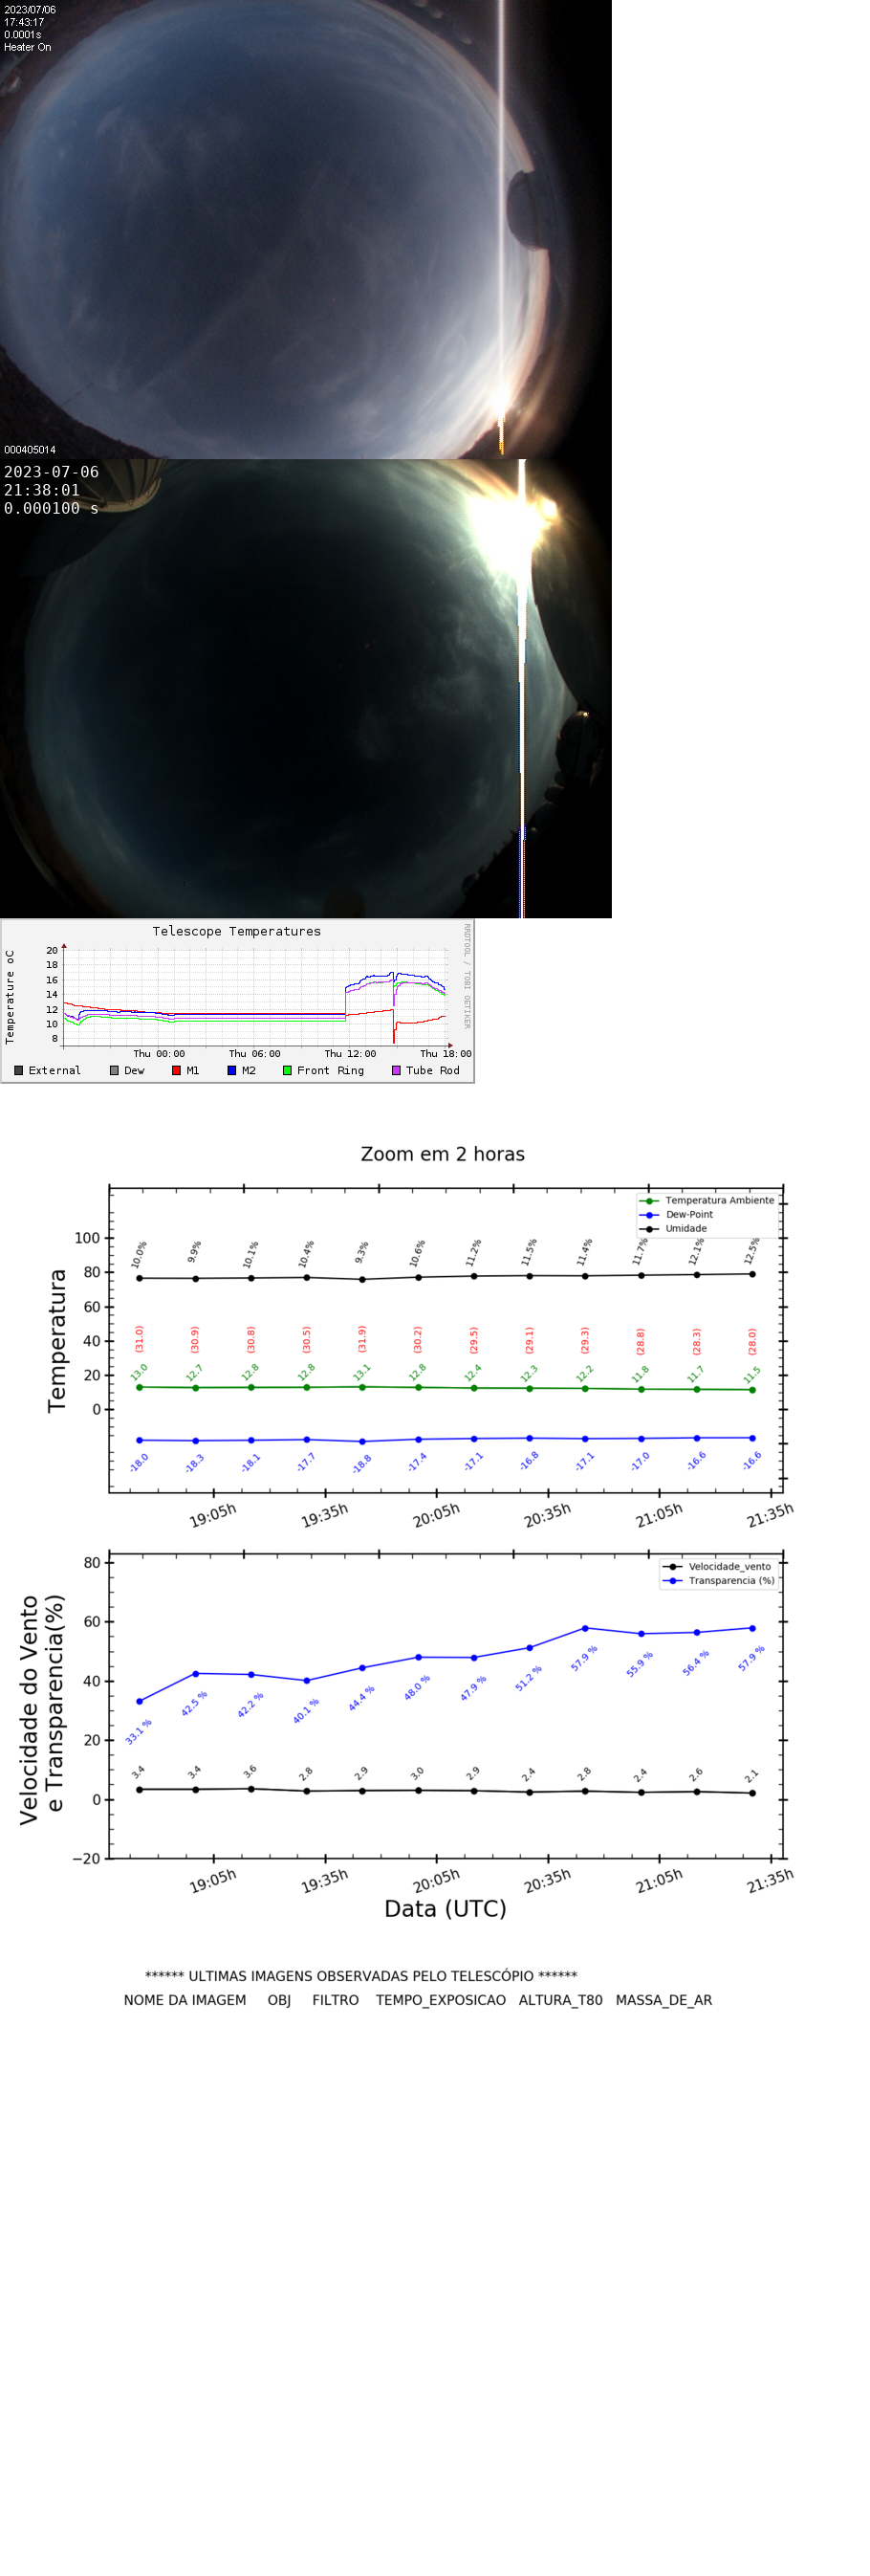 2023/07/06
17:43:17
0.0001s
Heater On
000405014
2023-07-06
21:38:01
0.000100 s
Telescope Temperatures
RRDTOOL / TOBI OETIKER
Temperature oC
20
18
16
14
12
10
8
Thu 00:00 Thu 06:00 Thu 12:00 Thu 18:00
External Dew M1 M2 Front Ring Tube Rod
Zoom em 2 horas
Temperatura Ambiente
Dew-Point
Umidade
Temperatura
100
80
60
40
20
0
10.0% 9.9% 10.1% 10.4% 9.3% 10.6% 11.2% 11.5% 11.4% 11.7% 12.1% 12.5%
(31.0) (30.9) (30.8) (30.5) (31.9) (30.2) (29.5) (29.1) (29.3) (28.8) (28.3) (28.0)
13.0 12.7 12.8 12.8 13.1 12.8 12.4 12.3 12.2 11.8 11.7 11.5
-18.0 -18.3 -18.1 -17.7 -18.8 -17.4 -17.1 -16.8 -17.1 -17.0 -16.6 -16.6
19:05h 19:35h 20:05h 20:35h 21:05h 21:35h
Velocidade_vento
Transparencia (%)
Velocidade do Vento
e Transparencia(%)
80
60
40
20
0
−20
33.1 % 42.5 % 42.2 % 40.1 % 44.4 % 48.0 % 47.9 % 51.2 % 57.9 % 55.9 % 56.4 % 57.9 %
3.4 3.4 3.6 2.8 2.9 3.0 2.9 2.4 2.8 2.4 2.6 2.1
19:05h 19:35h 20:05h 20:35h 21:05h 21:35h
Data (UTC)
****** ULTIMAS IMAGENS OBSERVADAS PELO TELESCÓPIO ******
NOME DA IMAGEM OBJ FILTRO TEMPO_EXPOSICAO ALTURA_T80 MASSA_DE_AR